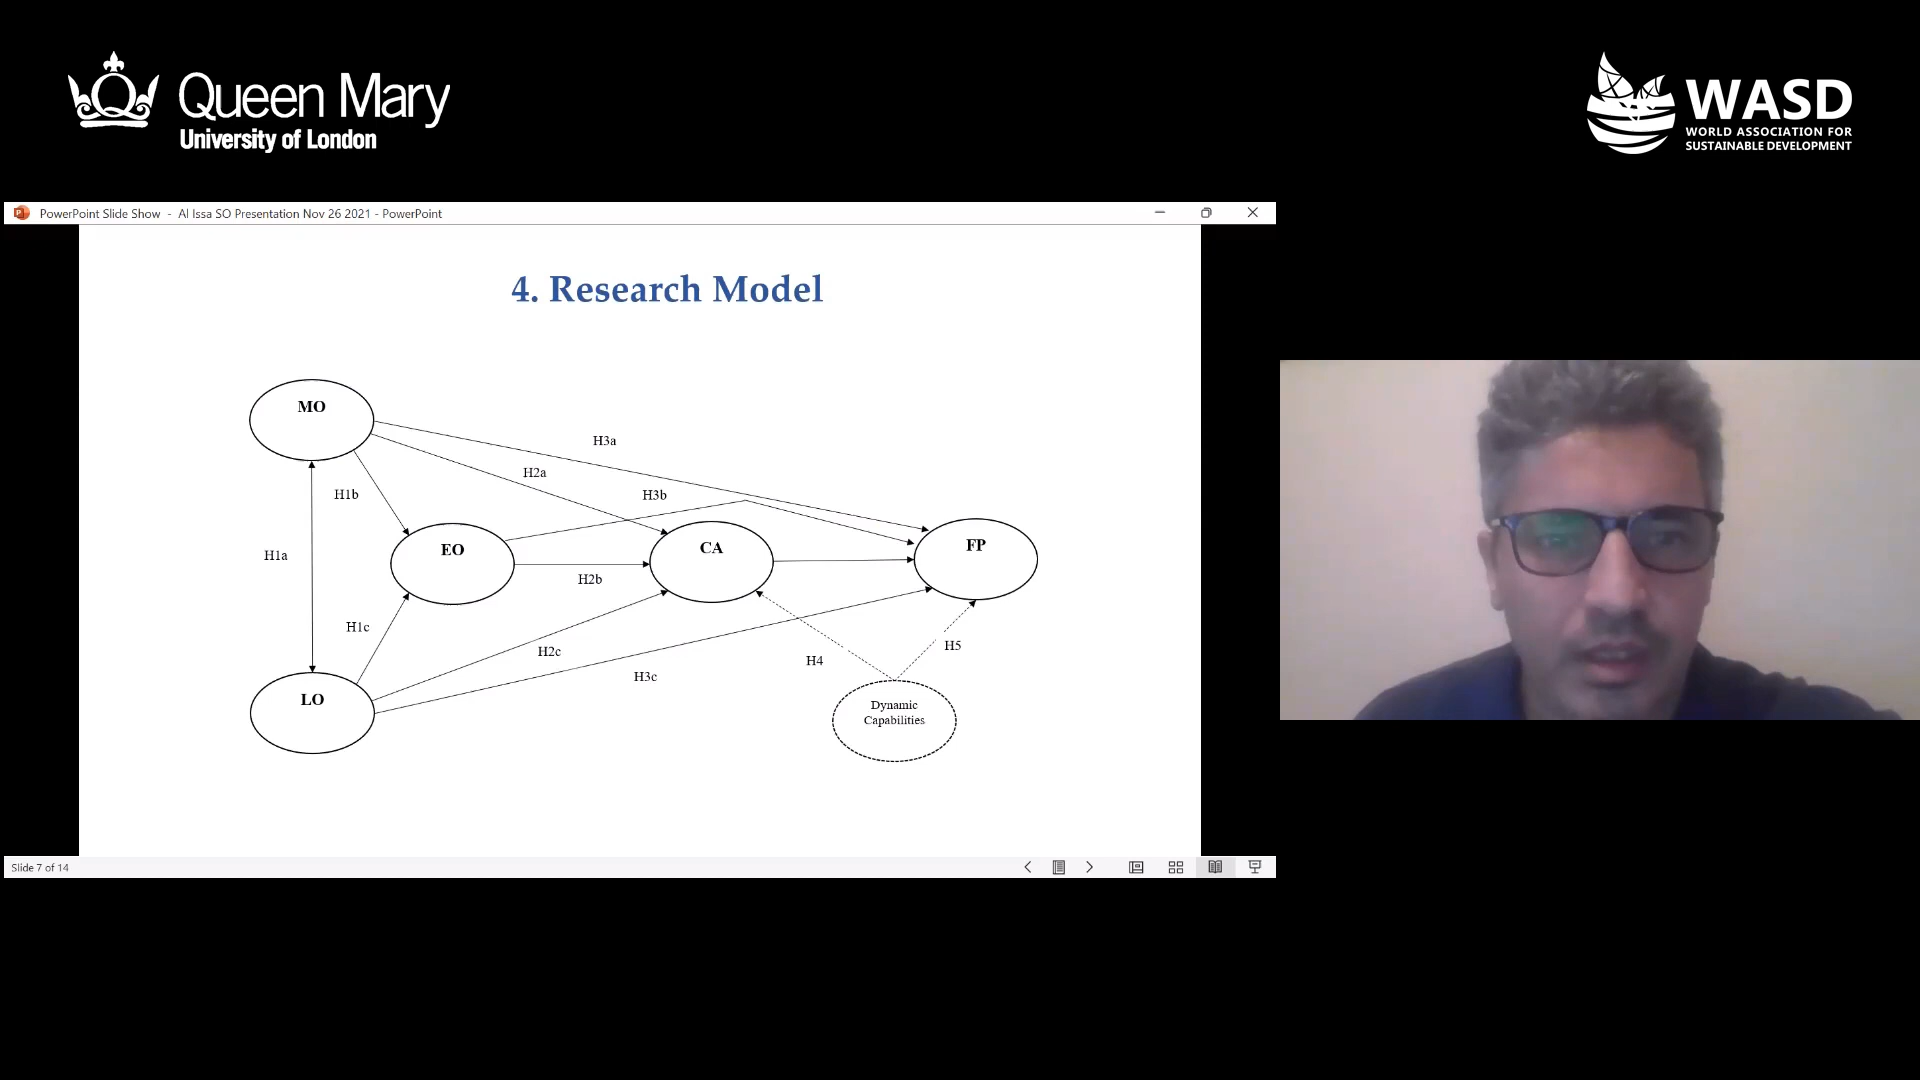 Queen Mary
University of London
WASD
WORLD ASSOCIATION FOR
SUSTAINABLE DEVELOPMENT
PowerPoint Slide Show - Al Issa SO Presentation Nov 26 2021 - PowerPoint
4. Research Model
MO
H3a
H2a
H1b
H3b
EO
CA
FP
H1a
H2b
H1c
H2c
H5
H4
H3c
LO
Dynamic
Capabilities
Slide 7 of 14